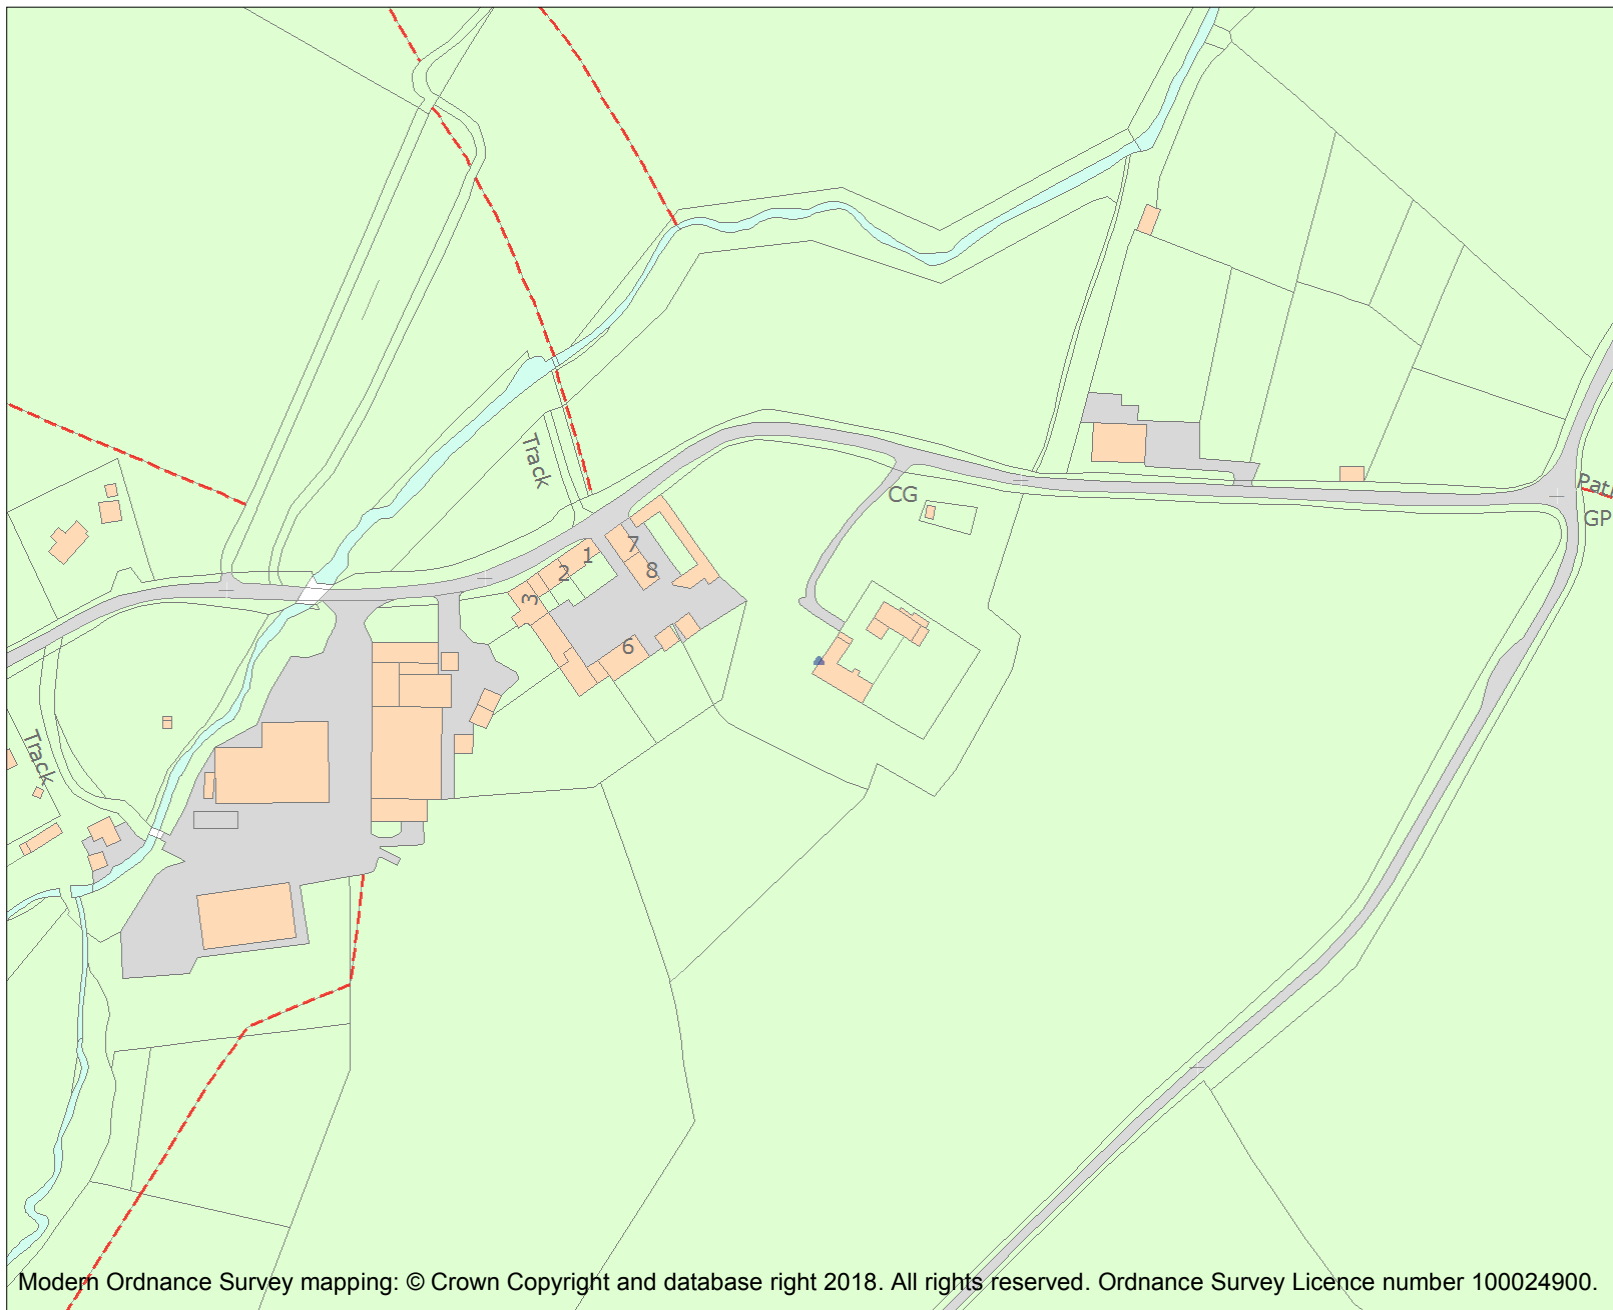 Track
CG
Path
GP
7
1
8
2
3
6
Track
Modern Ordnance Survey mapping: © Crown Copyright and database right 2018. All rights reserved. Ordnance Survey Licence number 100024900.